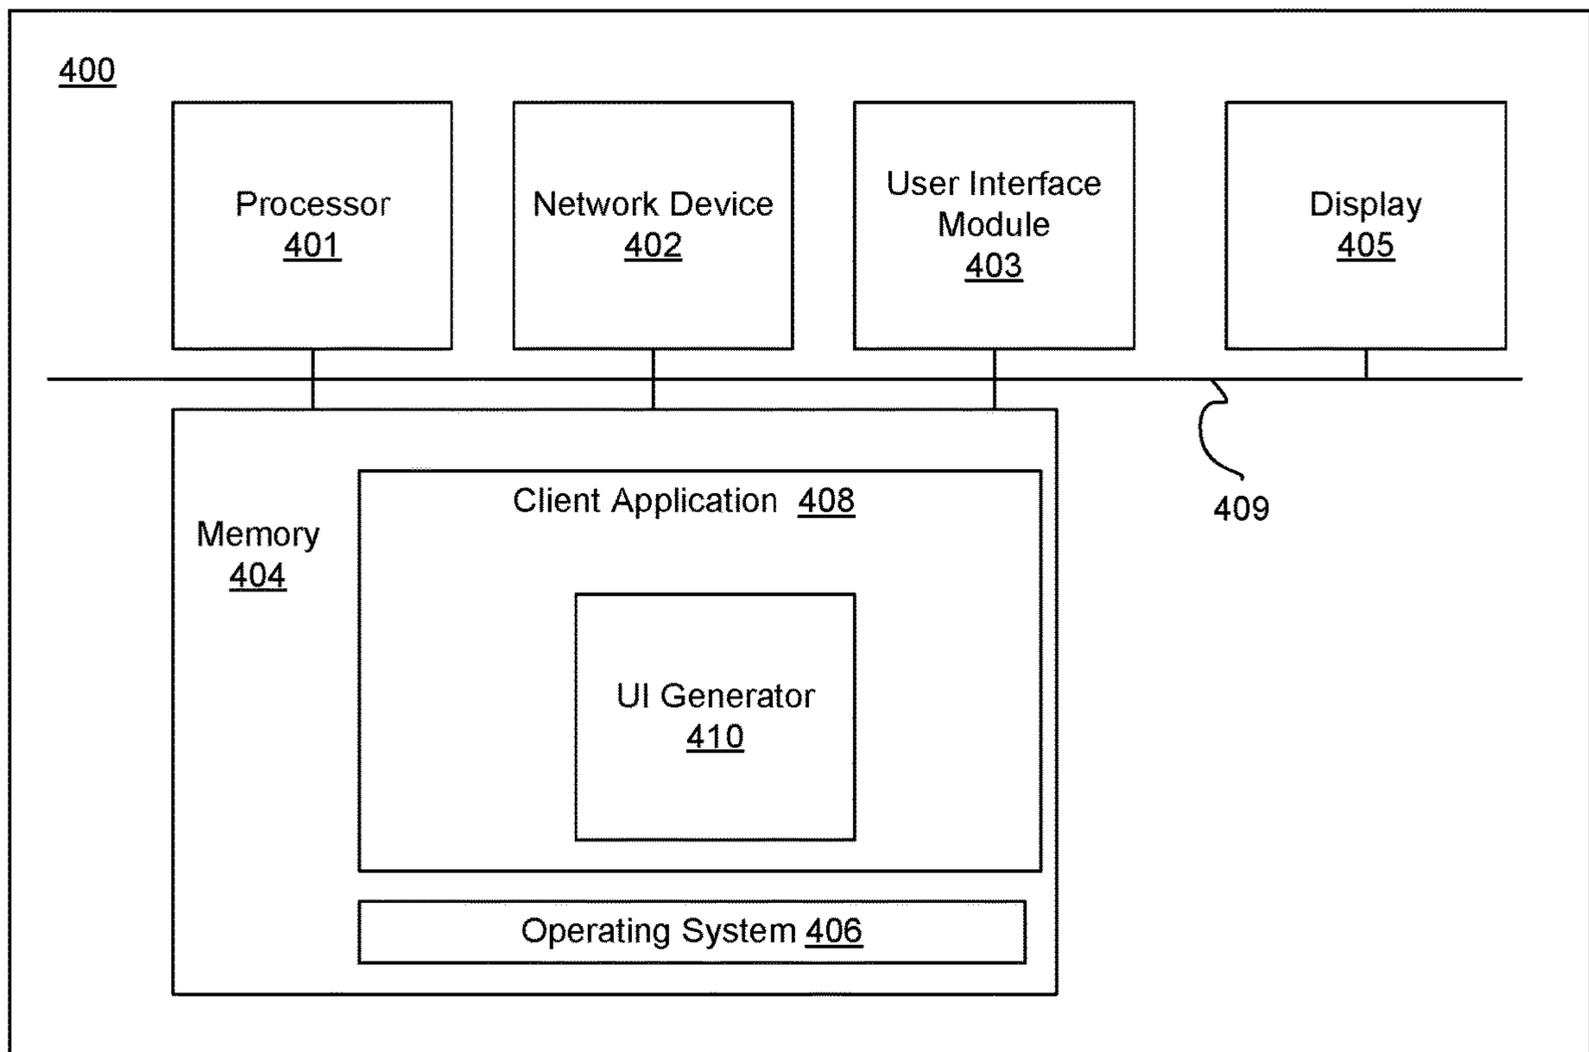 400
Processor
401
Network Device
402
User Interface
Module
403
Display
405
409
Client Application 408
Memory
404
UI Generator
410
Operating System 406